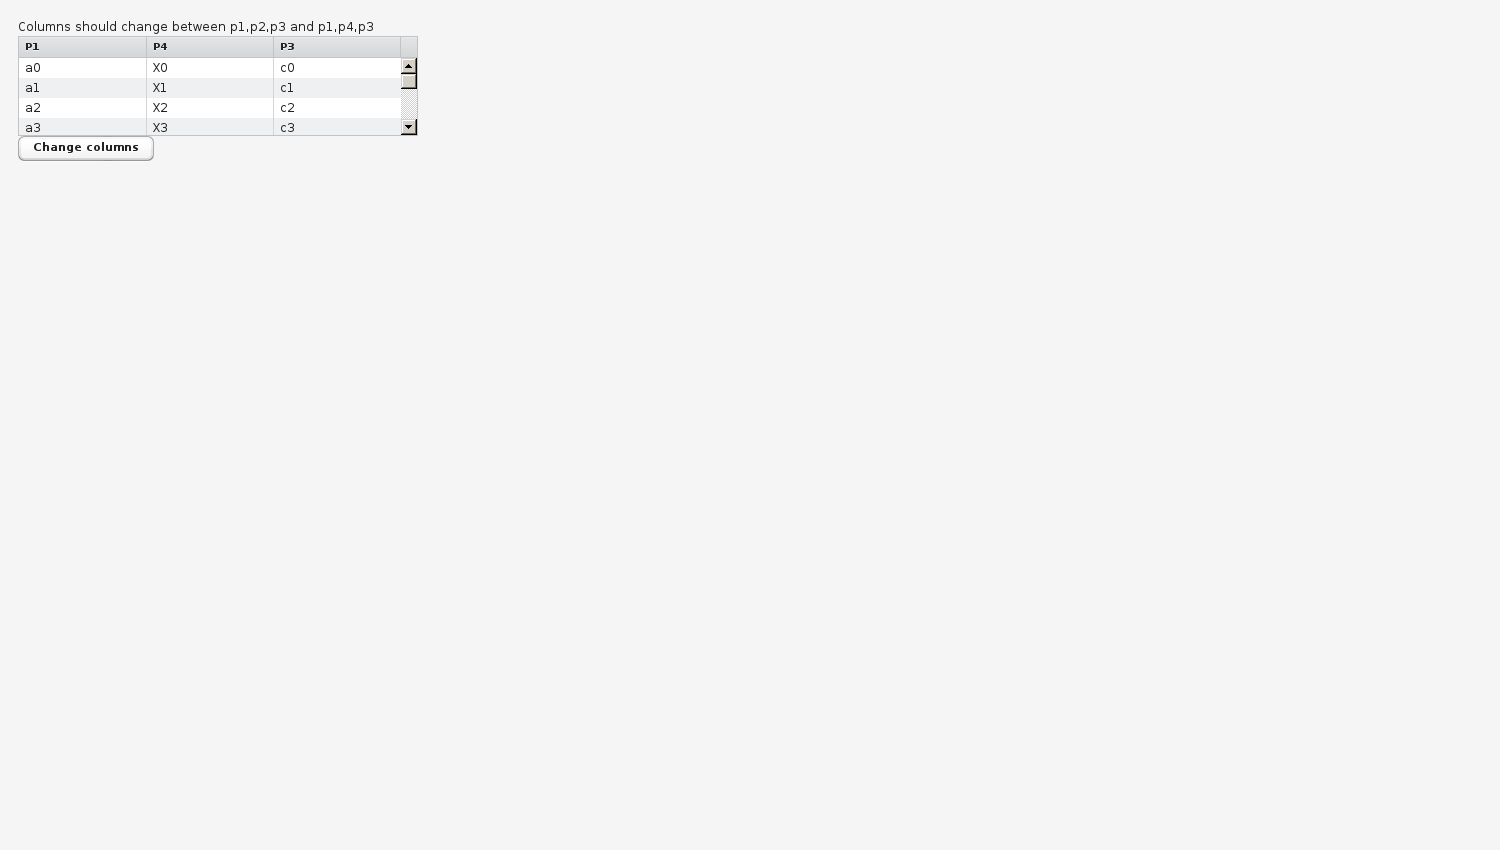 Columns should change between p1,p2,p3 and p1,p4,p3
P1 P4 P3
a0 X0 c0
a1 X1 c1
a2 X2 c2
a3 X3 c3
Change columns